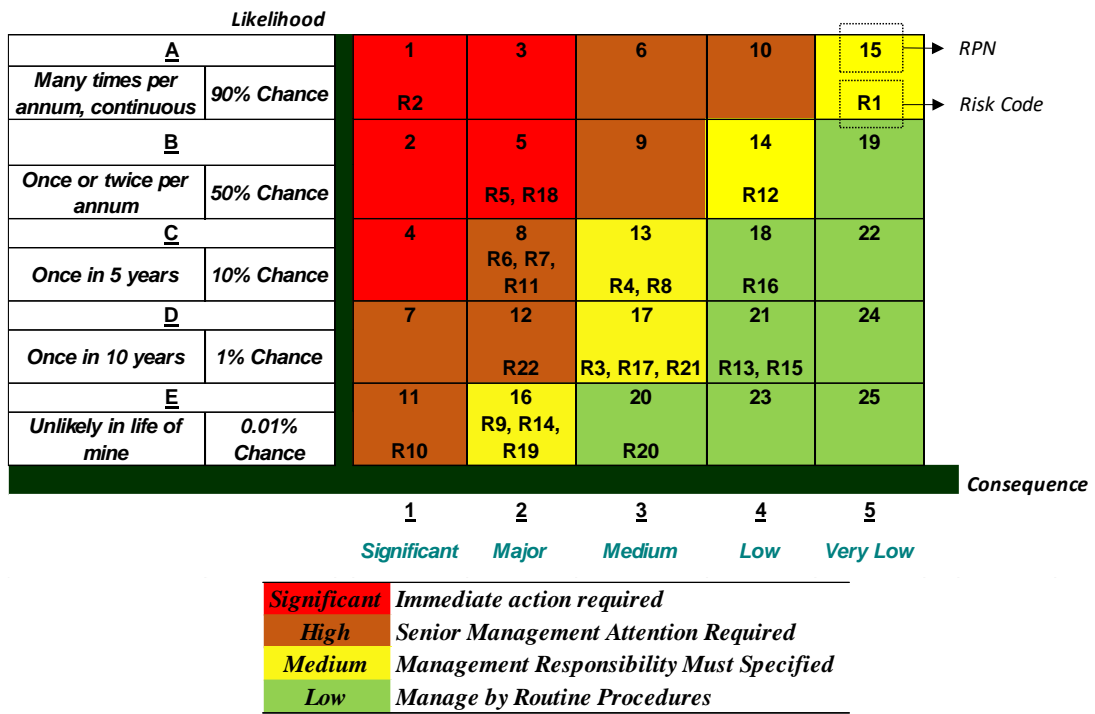 Likelihood
A 1 3 6 10 15 RPN
Many times per annum, continuous 90% Chance R2 R1 Risk Code
B 2 5 9 14 19
Once or twice per annum 50% Chance R5, R18 R12
C 4 8 13 18 22
Once in 5 years 10% Chance R6, R7, R11 R4, R8 R16
D 7 12 17 21 24
Once in 10 years 1% Chance R22 R3, R17, R21 R13, R15
E 11 16 20 23 25
Unlikely in life of mine 0.01% Chance R10 R9, R14, R19 R20
Consequence
1 2 3 4 5
Significant Major Medium Low Very Low
Significant Immediate action required
High Senior Management Attention Required
Medium Management Responsibility Must Specified
Low Manage by Routine Procedures